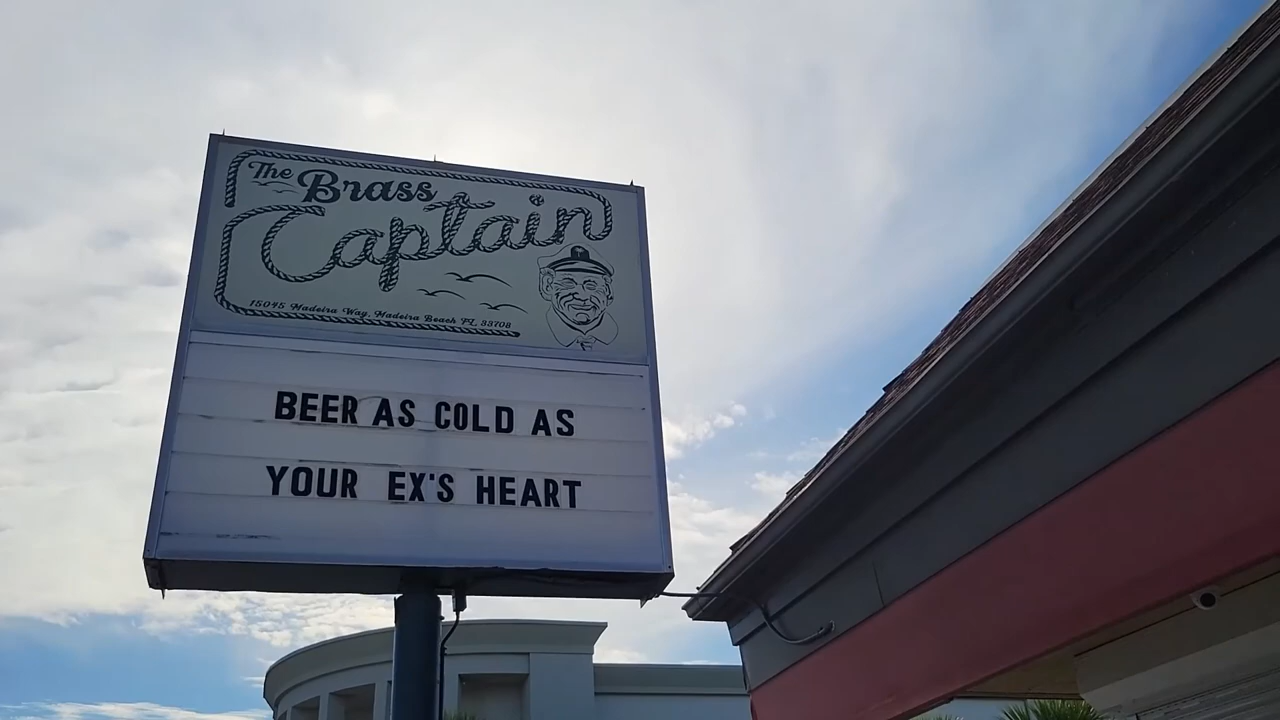 The Brass
Captain
15045 Madeira Way, Madeira Beach FL, 33708
BEER AS COLD AS
YOUR EX'S HEART